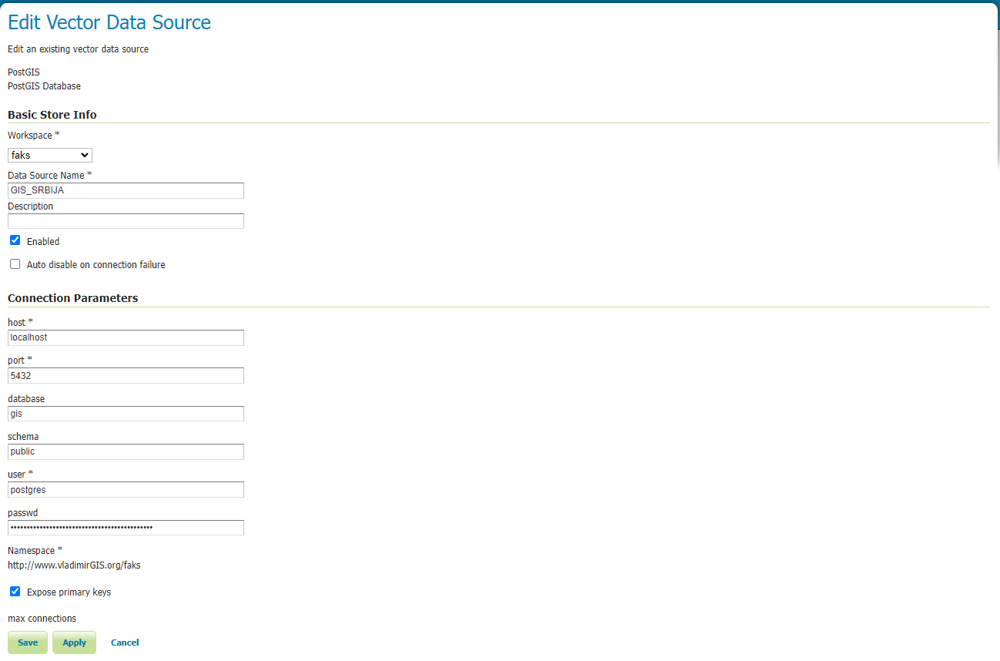 Edit Vector Data Source
Edit an existing vector data source
PostGIS
PostGIS Database
Basic Store Info
Workspace *
faks
Data Source Name *
GIS_SRBIJA
Description
Enabled
Auto disable on connection failure
Connection Parameters
host *
localhost
port *
5432
database
gis
schema
public
user *
postgres
passwd
Namespace *
http://www.vladimirGIS.org/faks
Expose primary keys
max connections
Save Apply Cancel